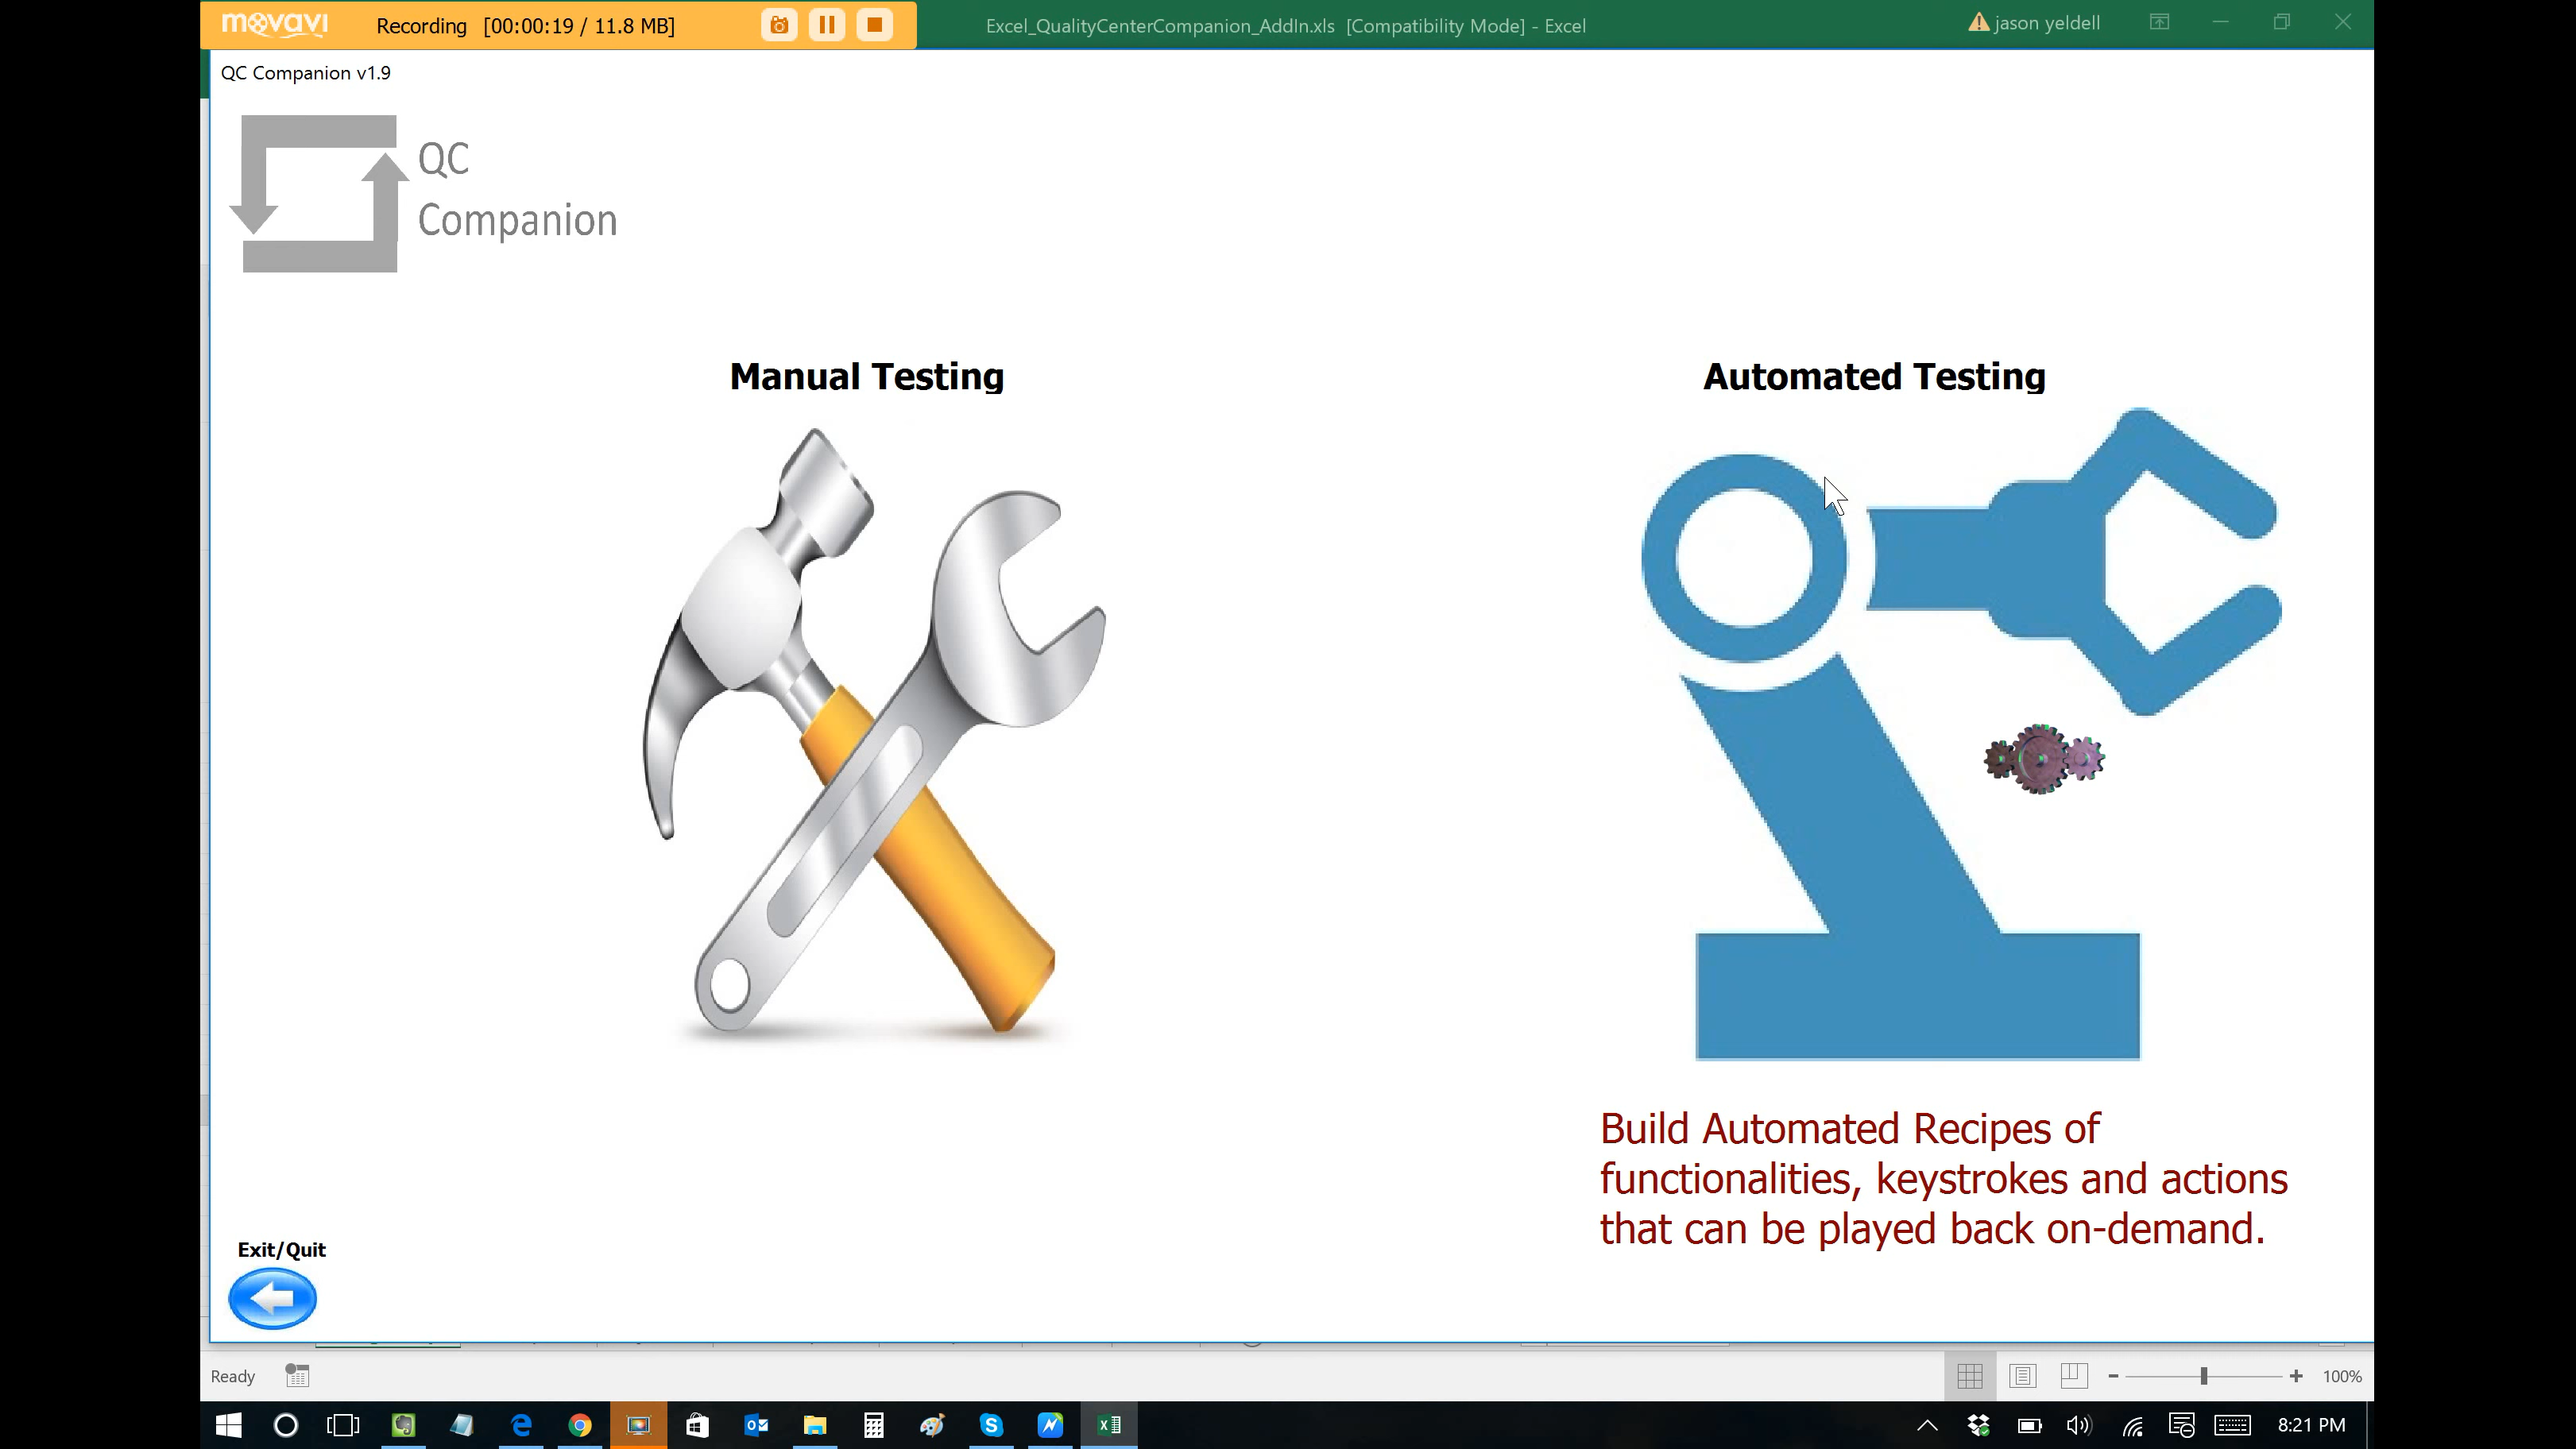 movavi
Recording [00:00:19 / 11.8 MB]
Excel_QualityCenterCompanion_AddIn.xls [Compatibility Mode] - Excel
jason yeldell
QC Companion v1.9
QC
Companion
Manual Testing
Automated Testing
Build Automated Recipes of
functionalities, keystrokes and actions
that can be played back on-demand.
Exit/Quit
Ready
100%
8:21 PM